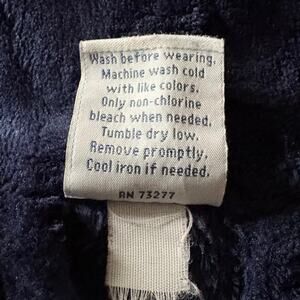 Wash before wearing.
Machine wash cold
with like colors.
Only non-chlorine
bleach when needed.
Tumble dry low.
Remove promptly.
Cool iron if needed.
RN 73277